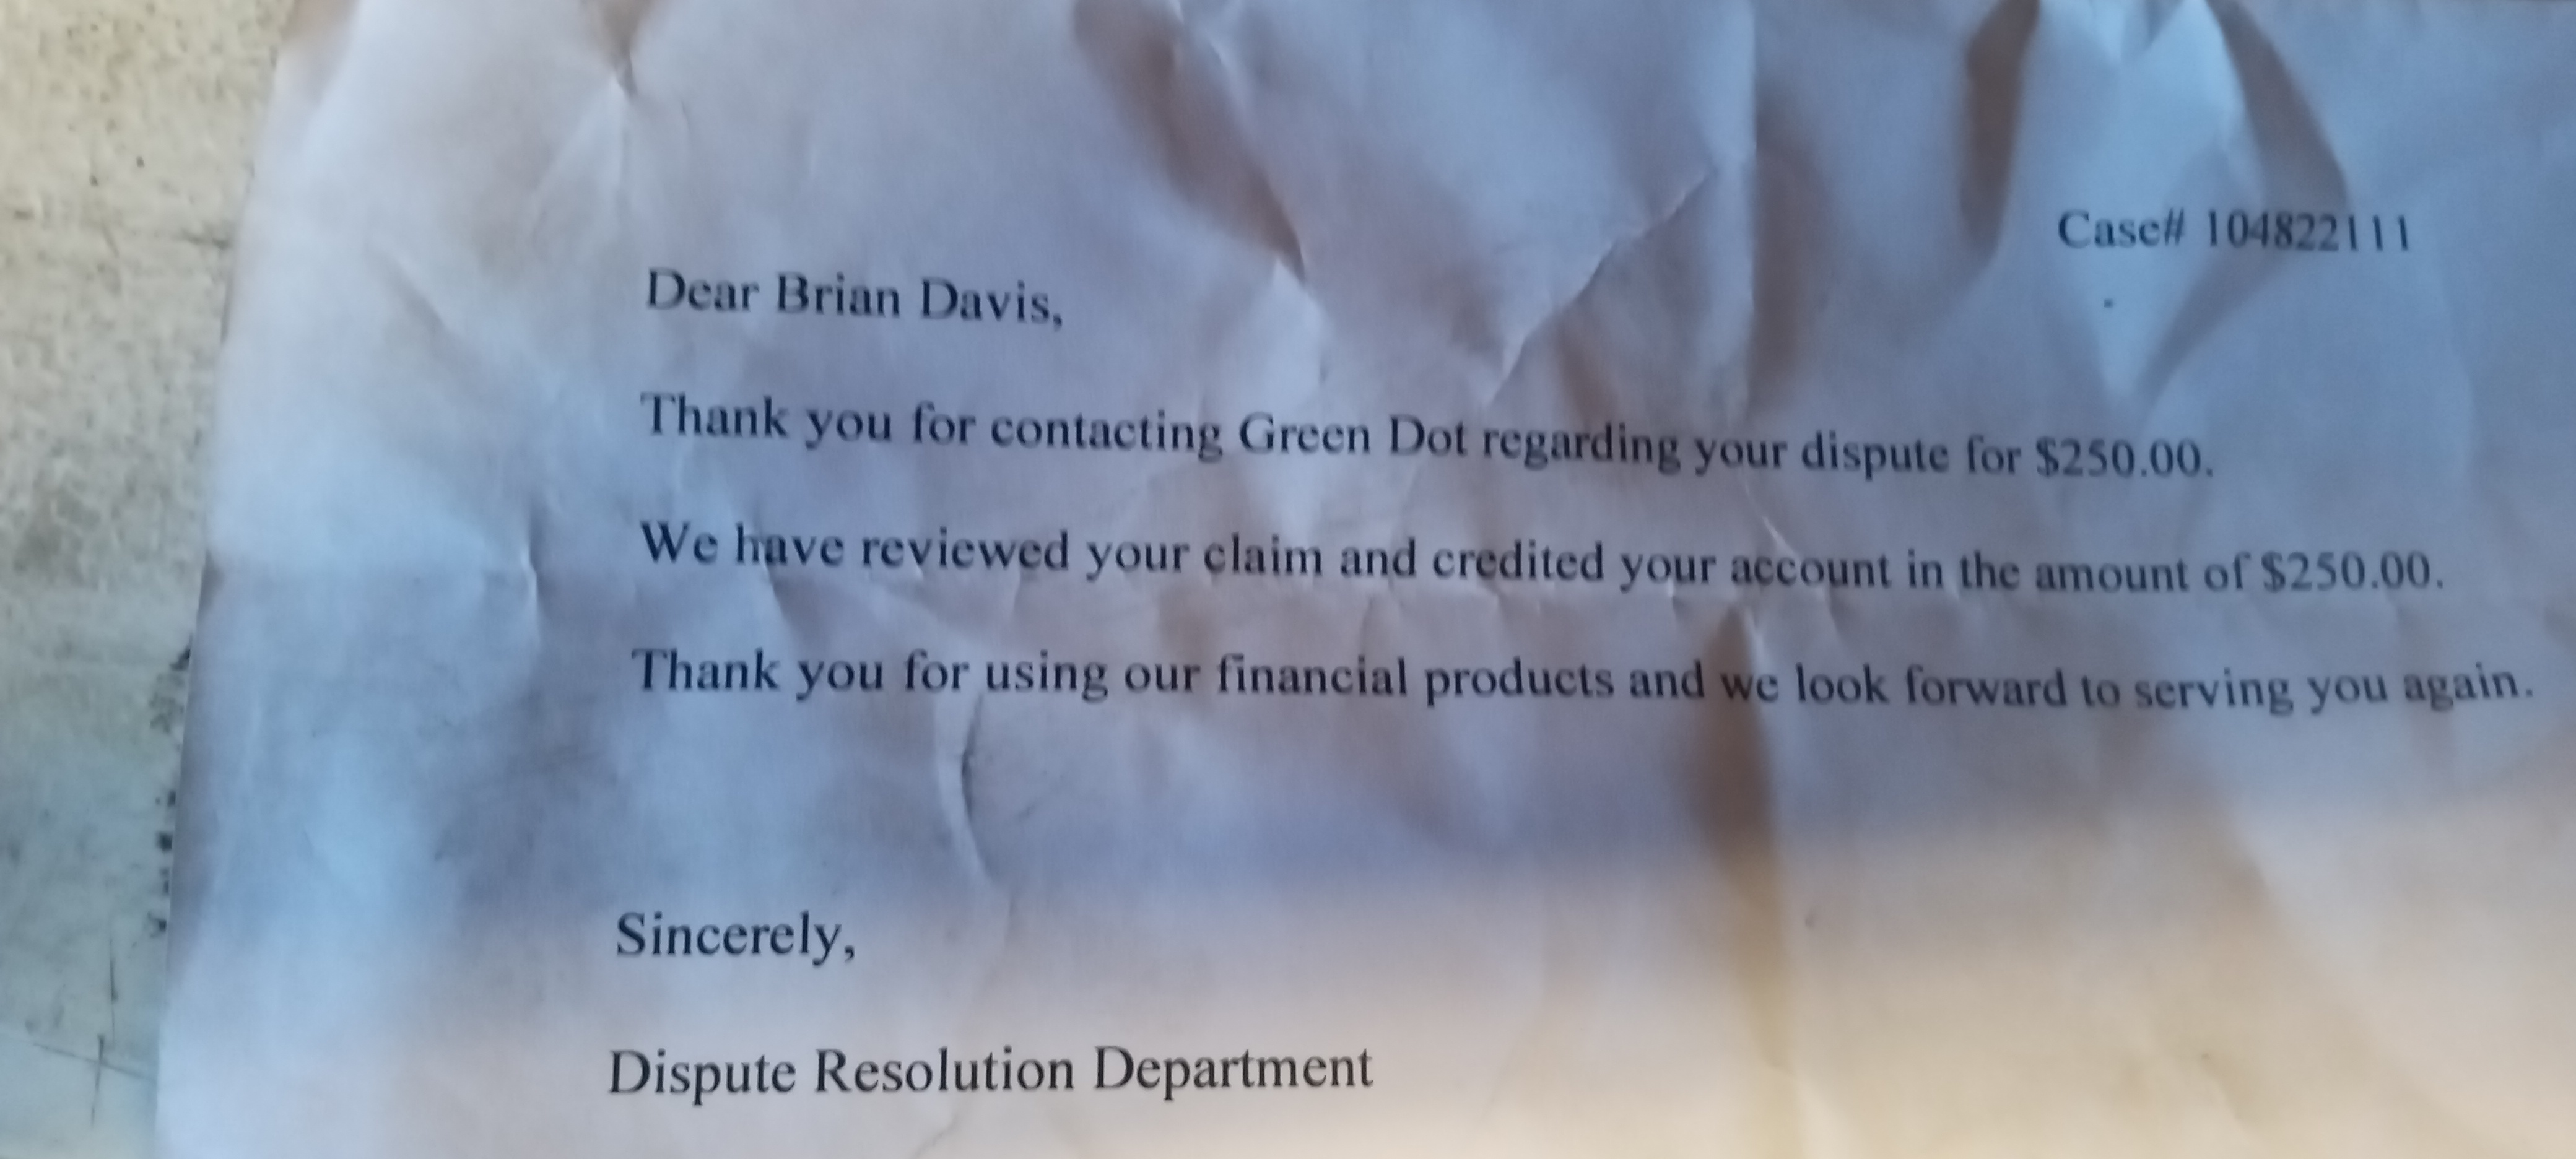 Case# 104822111
Dear Brian Davis,
Thank you for contacting Green Dot regarding your dispute for $250.00.
We have reviewed your claim and credited your account in the amount of $250.00.
Thank you for using our financial products and we look forward to serving you again.
Sincerely,
Dispute Resolution Department